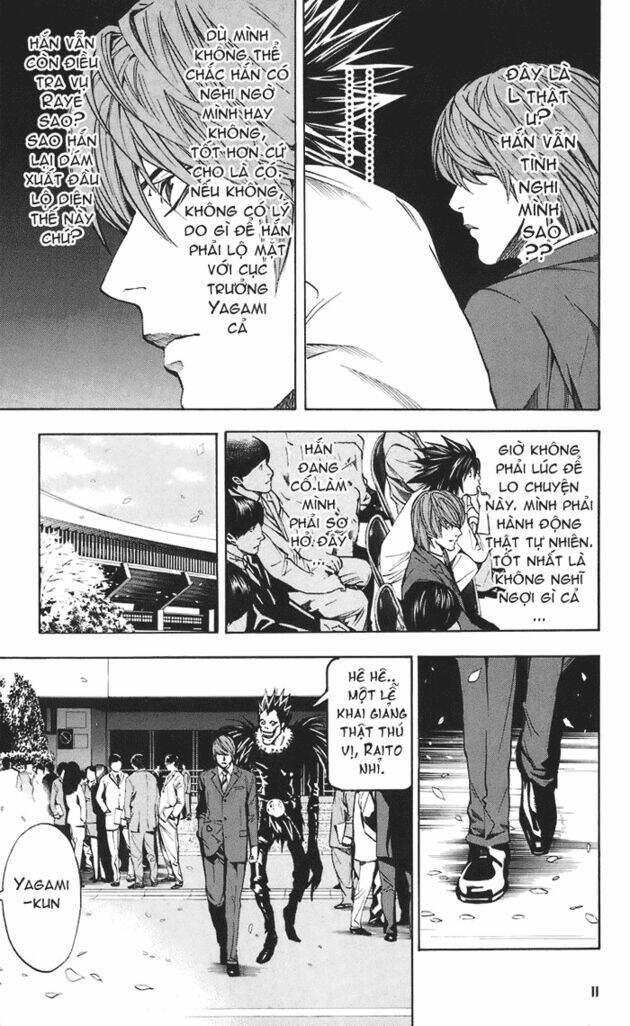 ĐÂY LÀ
L THẬT
Ư?
HẮN VẪN
TÌNH
NGHI
MÌNH
SAO
??
DÙ MÌNH
KHÔNG THỂ
CHẮC HẮN CÓ
NGHI NGỜ
MÌNH HAY
KHÔNG,
TỐT HƠN CỨ
CHO LÀ CÓ.
NẾU KHÔNG,
KHÔNG CÓ LÝ
DO GÌ ĐỂ HẮN
PHẢI LỘ MẶT
VỚI CỤC
TRƯỞNG
YAGAMI
CẢ
HẮN VẪN
CÒN ĐIỀU
TRA VỤ
RAYE
SAO?
SAO HẮN
LẠI DÁM
XUẤT ĐẦU
LỘ DIỆN
THẾ NÀY
CHỨ?
GIỜ KHÔNG
PHẢI LÚC ĐỂ
LO CHUYỆN
NÀY. MÌNH PHẢI
HÀNH ĐỘNG
THẬT TỰ NHIÊN.
TỐT NHẤT LÀ
KHÔNG NGHĨ
NGỢI GÌ CẢ
...
HẮN
ĐANG
CỐ LÀM
MÌNH
PHẢI SƠ
HỞ ĐÂY
...
HÊ HÊ..
MỘT LỄ
KHAI GIẢNG
THẬT THÚ
VỊ, RAITO
NHỈ.
YAGAMI
-KUN
11